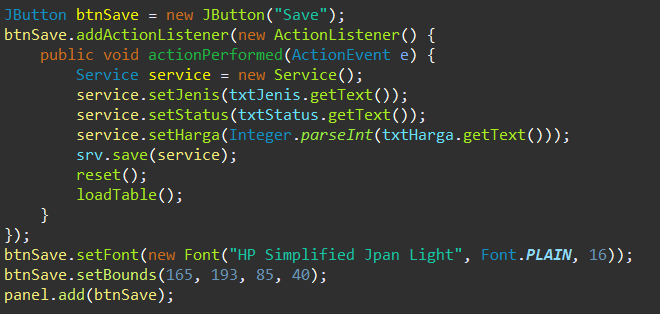 JButton btnSave = new JButton("Save");
btnSave.addActionListener(new ActionListener() {
    public void actionPerformed(ActionEvent e) {
        Service service = new Service();
        service.setJenis(txtJenis.getText());
        service.setStatus(txtStatus.getText());
        service.setHarga(Integer.parseInt(txtHarga.getText()));
        srv.save(service);
        reset();
        loadTable();
    }
});
btnSave.setFont(new Font("HP Simplified Jpan Light", Font.PLAIN, 16));
btnSave.setBounds(165, 193, 85, 40);
panel.add(btnSave);